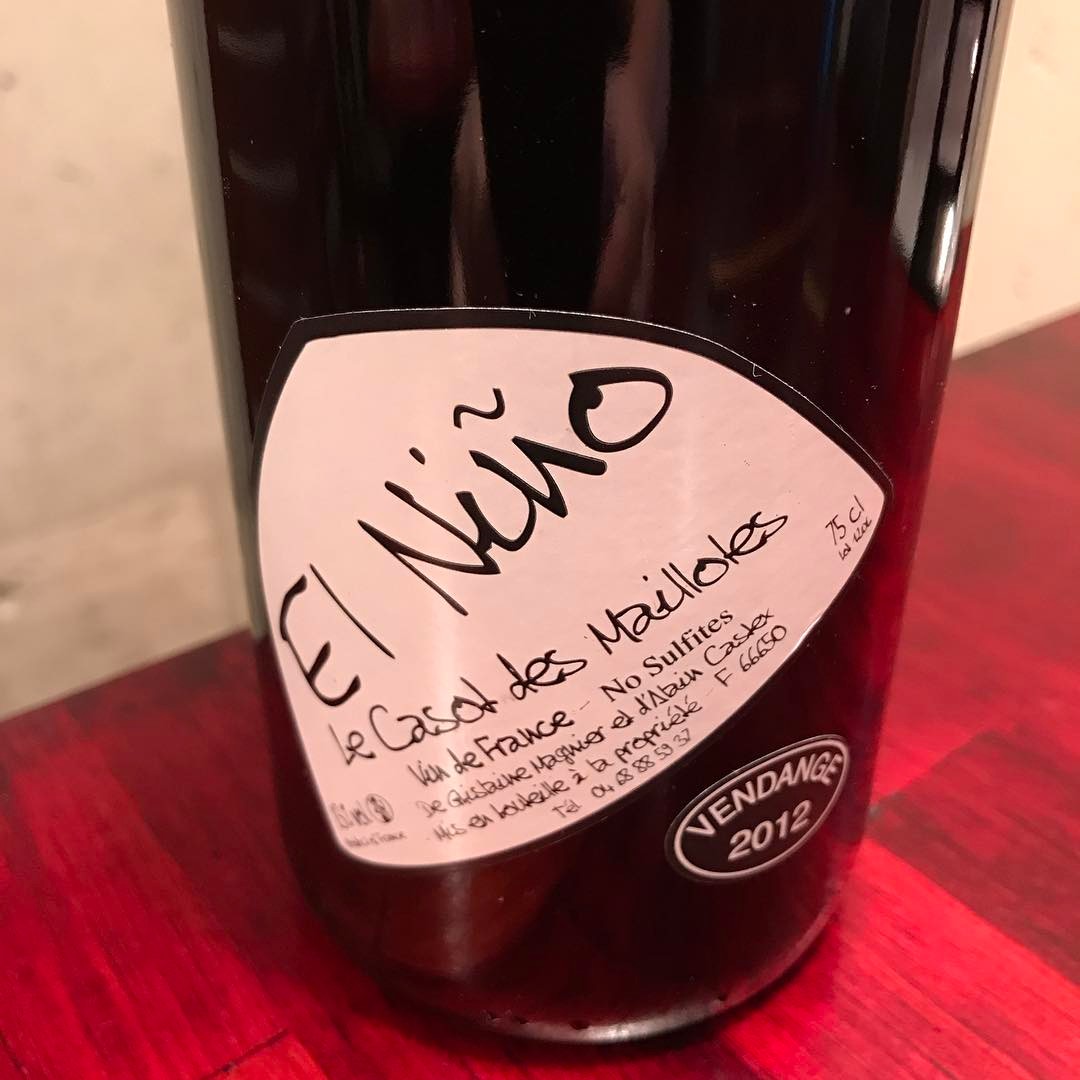 El Niño
75 Cl
Le Casot des Mailloles
Vin de France - No Sulfites
De Ghislaine Magnier et d'Alain Castex
Mis en bouteille à la propriété - F 66650
Tél 04 68 88 59 37
VENDANGE
2012